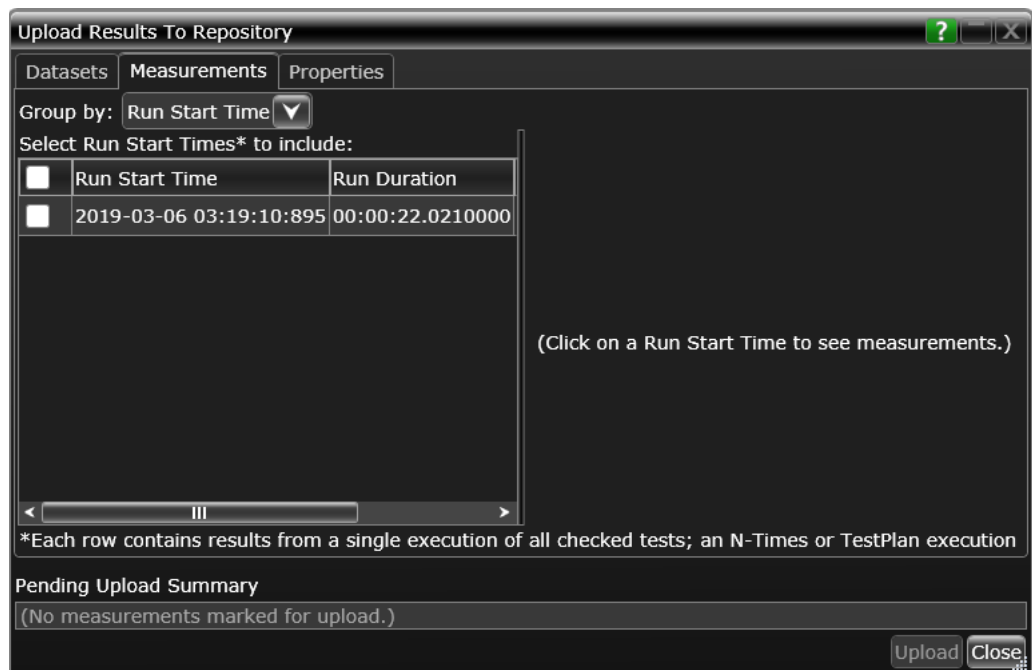 Upload Results To Repository
?
X
Datasets Measurements Properties
Group by: Run Start Time
Select Run Start Times* to include:
Run Start Time Run Duration
2019-03-06 03:19:10:895 00:00:22.0210000
(Click on a Run Start Time to see measurements.)
*Each row contains results from a single execution of all checked tests; an N-Times or TestPlan execution
Pending Upload Summary
(No measurements marked for upload.)
Upload Close